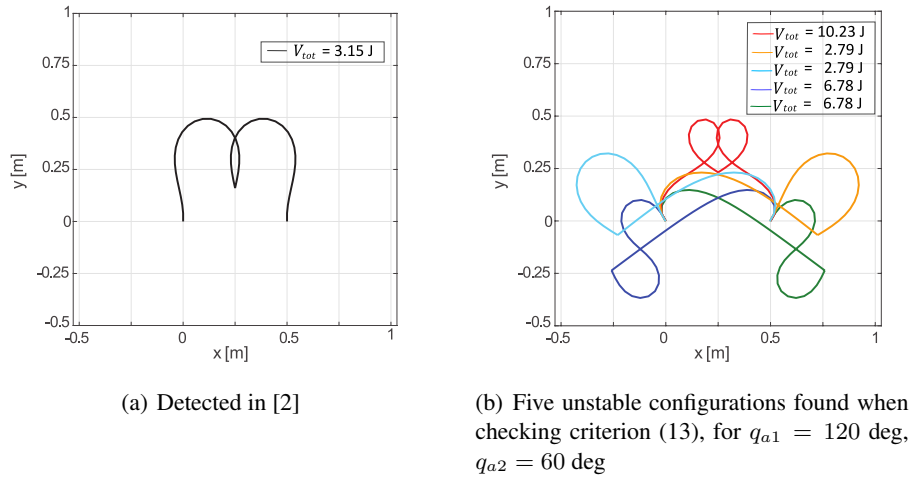 1
0.75
0.5
0.25
0
0.25
-0.5
y [m]
-0.5
0
0.5
1
x [m]
V_tot = 3.15 J
(a) Detected in [2]
1
0.75
0.5
0.25
0
0.25
-0.5
y [m]
-0.5
0
0.5
1
x [m]
V_tot = 10.23 J
V_tot = 2.79 J
V_tot = 2.79 J
V_tot = 6.78 J
V_tot = 6.78 J
(b) Five unstable configurations found when
checking criterion (13), for q_a1 = 120 deg,
q_a2 = 60 deg